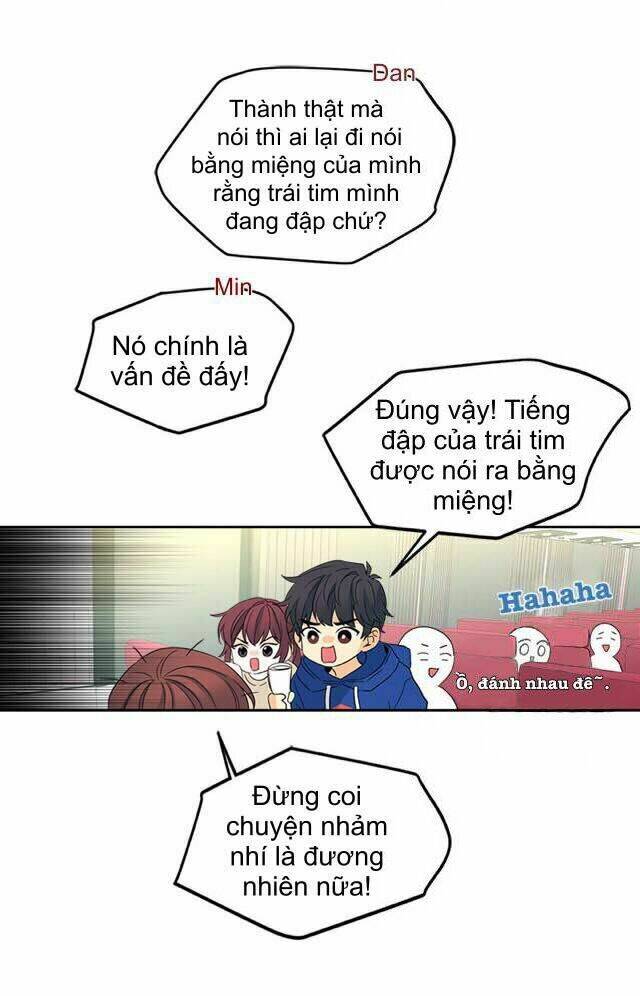 Đan
Thành thật mà
nói thì ai lại đi nói
bằng miệng của mình
rằng trái tim mình
đang đập chứ?
Min
Nó chính là
vấn đề đấy!
Đúng vậy! Tiếng
đập của trái tim
được nói ra bằng
miệng!
Hahaha
Ồ, đánh nhau đê~.
Đừng coi
chuyện nhảm
nhí là đương
nhiên nữa!